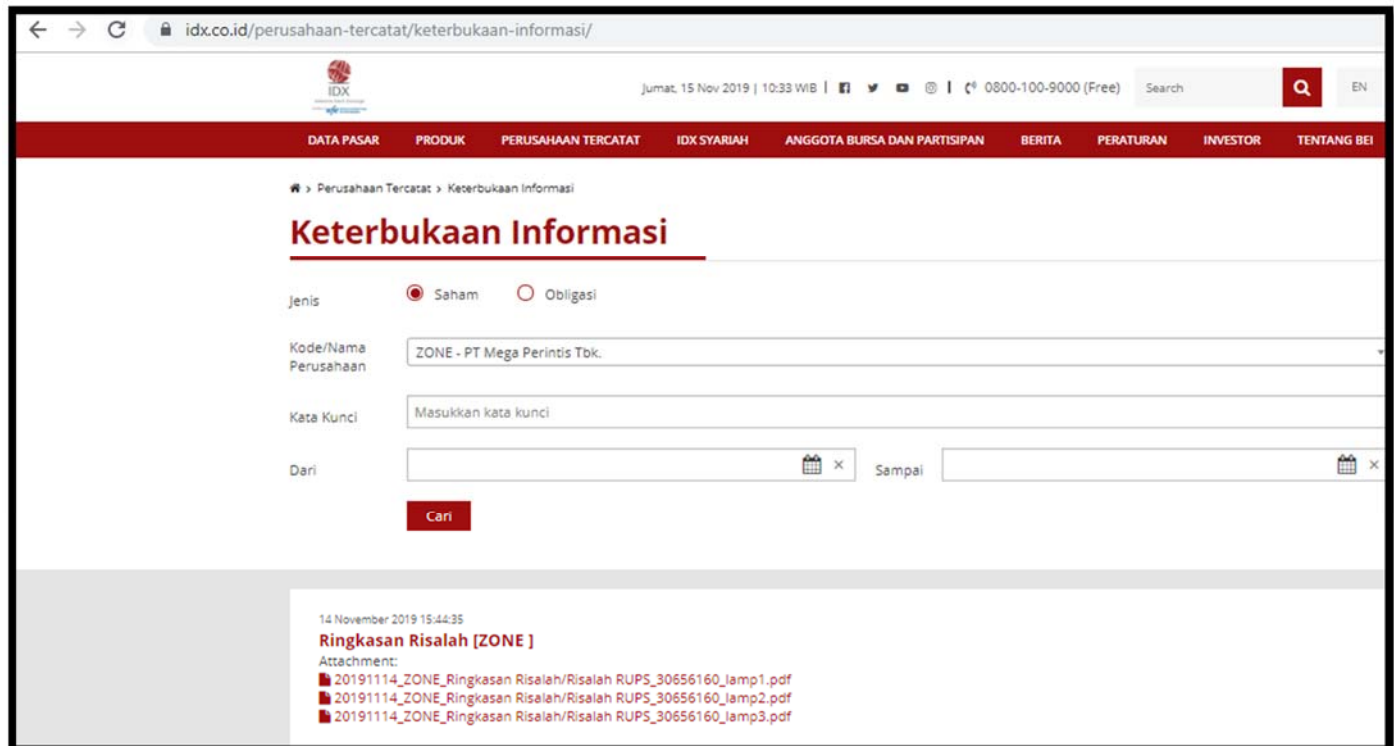 idx.co.id/perusahaan-tercatat/keterbukaan-informasi/
IDX
Jumat, 15 Nov 2019 | 10:33 WIB | 0800-100-9000 (Free) Search EN
DATA PASAR PRODUK PERUSAHAAN TERCATAT IDX SYARIAH ANGGOTA BURSA DAN PARTISIPAN BERITA PERATURAN INVESTOR TENTANG BEI
> Perusahaan Tercatat > Keterbukaan Informasi
Keterbukaan Informasi
Jenis Saham Obligasi
Kode/Nama Perusahaan ZONE - PT Mega Perintis Tbk.
Kata Kunci Masukkan kata kunci
Dari Sampai
Cari
14 November 2019 15:44:35
Ringkasan Risalah [ZONE ]
Attachment:
20191114_ZONE_Ringkasan Risalah/Risalah RUPS_30656160_lamp1.pdf
20191114_ZONE_Ringkasan Risalah/Risalah RUPS_30656160_lamp2.pdf
20191114_ZONE_Ringkasan Risalah/Risalah RUPS_30656160_lamp3.pdf